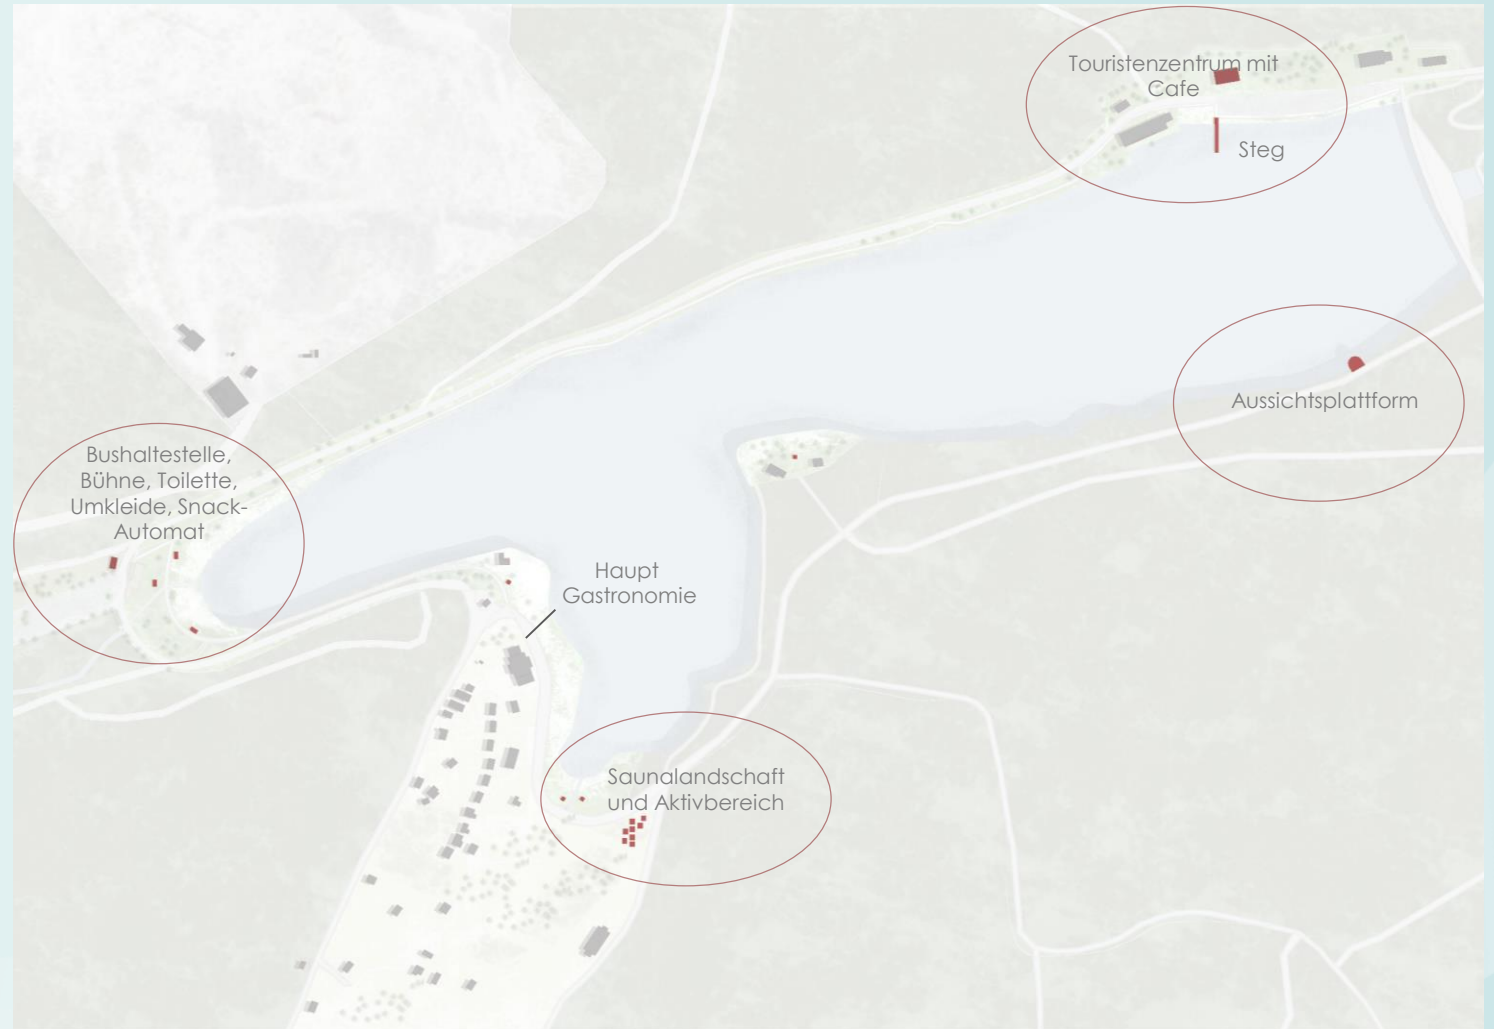 Touristenzentrum mit
Cafe
Steg
Aussichtsplattform
Bushaltestelle,
Bühne, Toilette,
Umkleide, Snack-
Automat
Haupt
Gastronomie
Saunalandschaft
und Aktivbereich